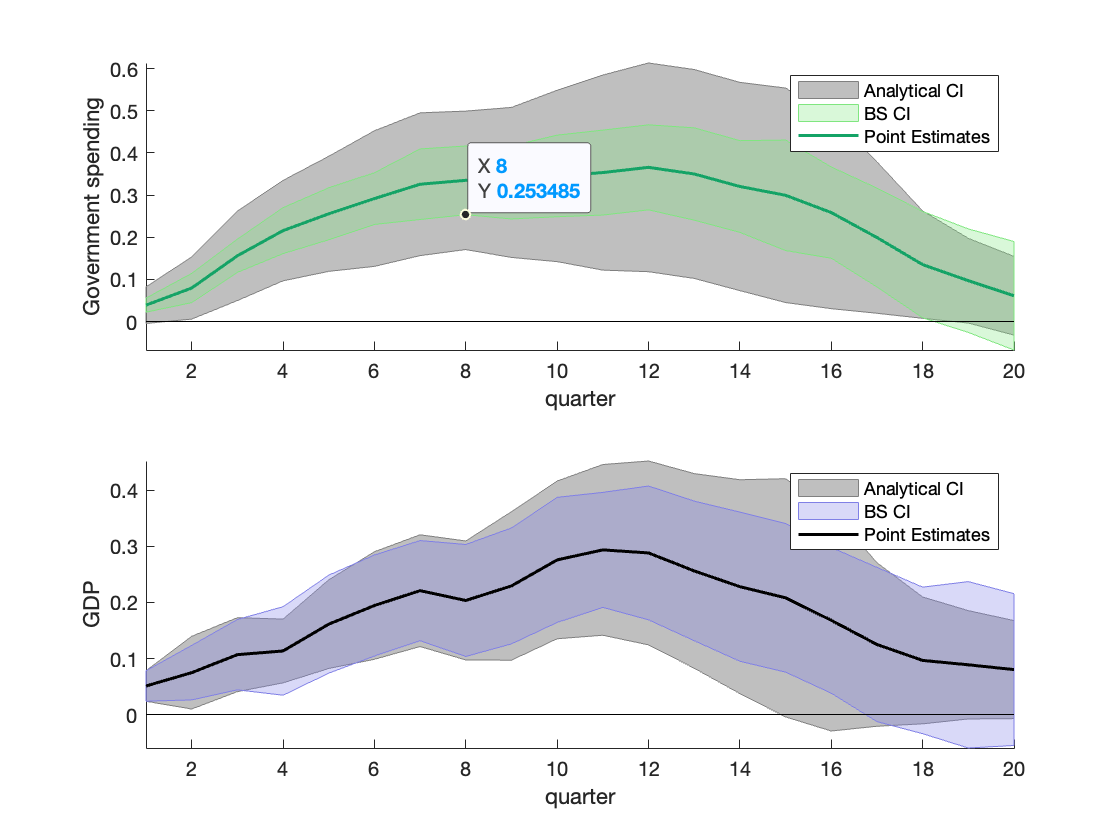 Government spending
0.6
0.5
0.4
0.3
0.2
0.1
0
Analytical CI
BS CI
Point Estimates
X 8
Y 0.253485
2 4 6 8 10 12 14 16 18 20
quarter
GDP
0.4
0.3
0.2
0.1
0
Analytical CI
BS CI
Point Estimates
2 4 6 8 10 12 14 16 18 20
quarter